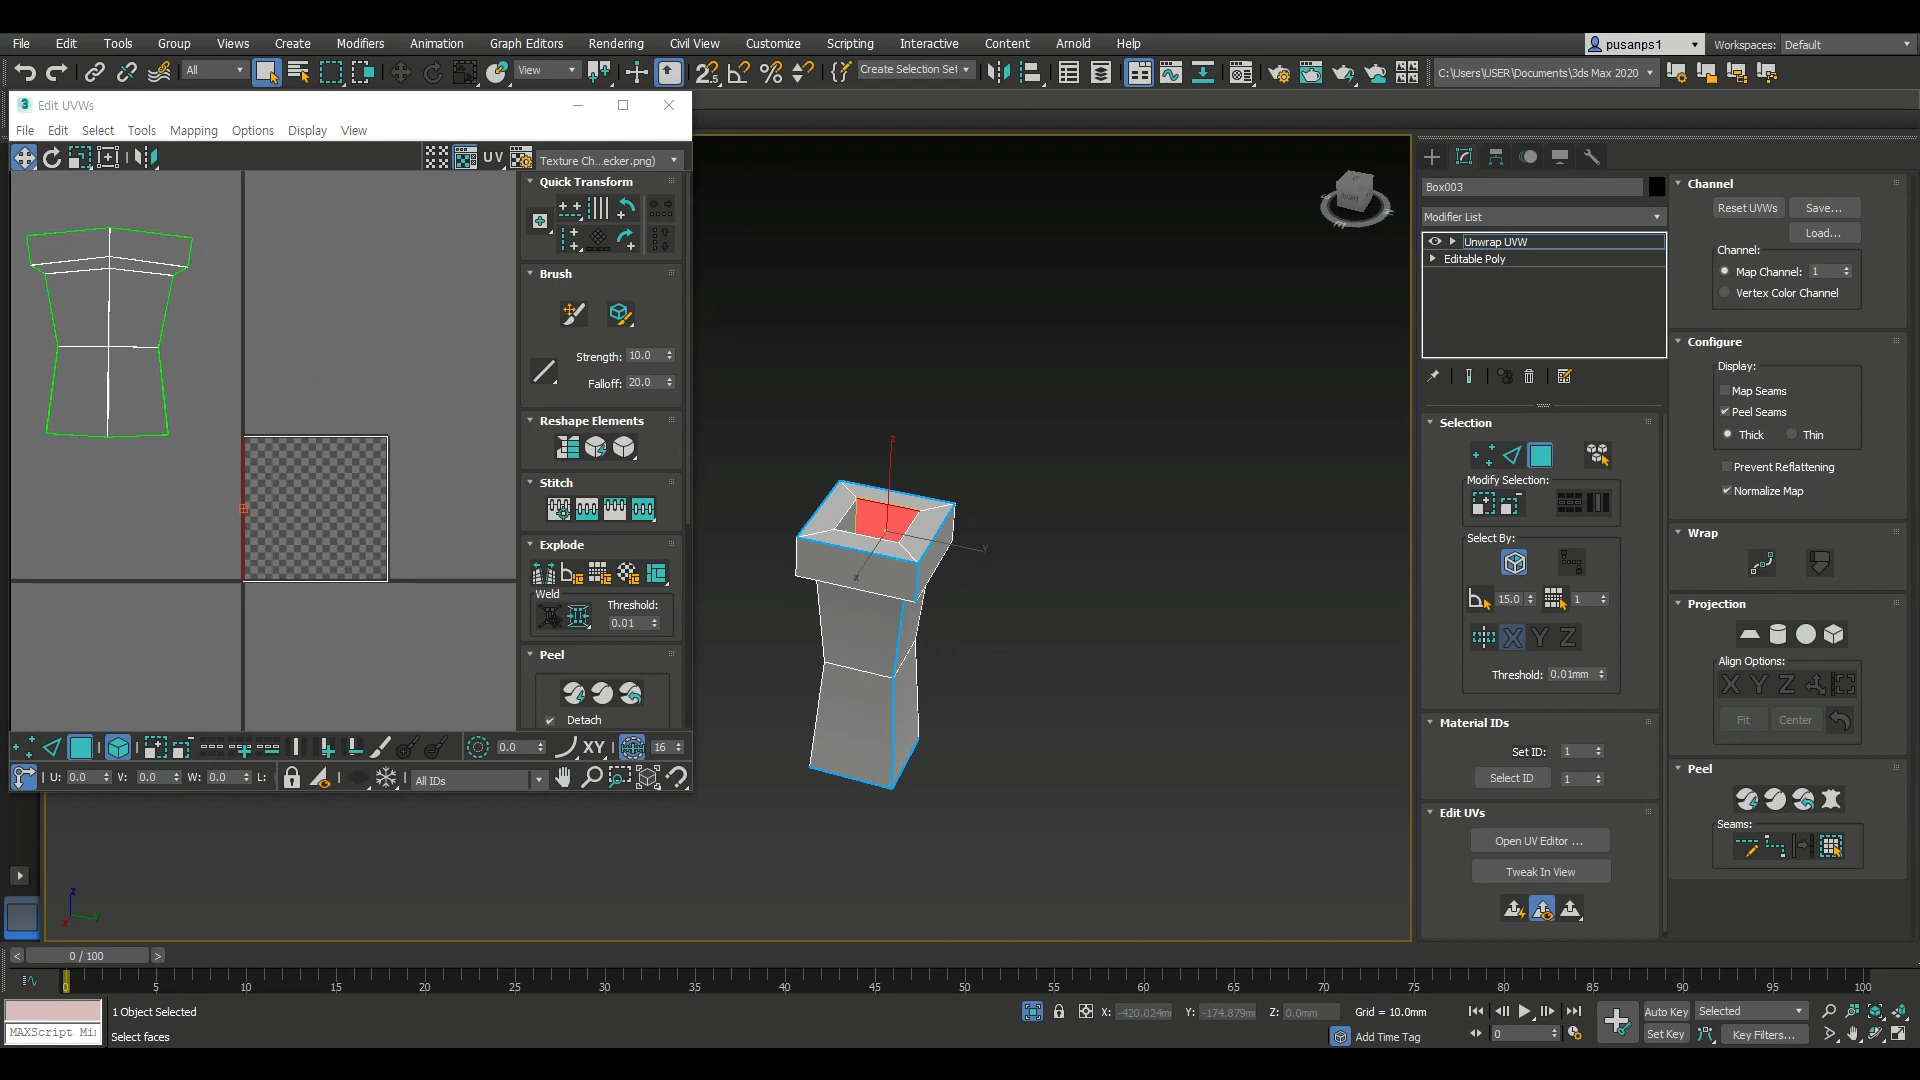 File Edit Tools Group Views Create Modifiers Animation Graph Editors Rendering Civil View Customize Scripting Interactive Content Arnold Help
pusanps1 Workspaces: Default
All View Create Selection Set C:\Users\USER\Documents\3ds Max 2020
3 Edit UVWs
File Edit Select Tools Mapping Options Display View
UV Texture Ch...ecker.png)
Quick Transform
Brush
Strength: 10.0
Falloff: 20.0
Reshape Elements
Stitch
Explode
Weld
Threshold:
0.01
Peel
Detach
0.0 XY 16
U: 0.0 V: 0.0 W: 0.0 L: All IDs
z
y
x
Box003
Modifier List
Unwrap UVW
Editable Poly
Selection
Modify Selection:
Select By:
15.0 1
X Y Z
Threshold: 0.01mm
Material IDs
Set ID: 1
Select ID 1
Edit UVs
Open UV Editor ...
Tweak In View
Channel
Reset UVWs Save...
Load...
Channel:
Map Channel: 1
Vertex Color Channel
Configure
Display:
Map Seams
Peel Seams
Thick Thin
Prevent Reflattening
Normalize Map
Wrap
Projection
Align Options:
X Y Z
Fit Center
Peel
Seams:
z
x
< 0 / 100 >
0 5 10 15 20 25 30 35 40 45 50 55 60 65 70 75 80 85 90 95 100
1 Object Selected X: -420.024m Y: -174.879m Z: 0.0mm Grid = 10.0mm Auto Key Selected
MAXScript Mi Select faces Add Time Tag 0 Set Key Key Filters...